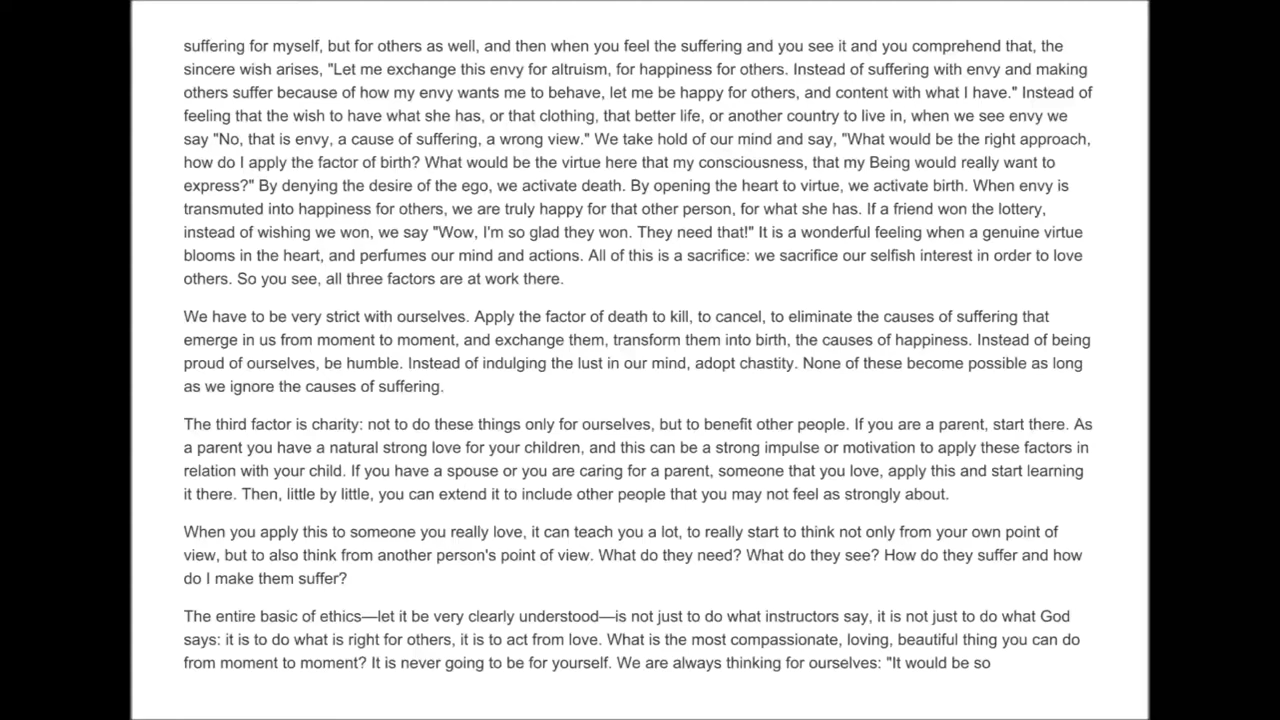 suffering for myself, but for others as well, and then when you feel the suffering and you see it and you comprehend that, the
sincere wish arises, "Let me exchange this envy for altruism, for happiness for others. Instead of suffering with envy and making
others suffer because of how my envy wants me to behave, let me be happy for others, and content with what I have." Instead of
feeling that the wish to have what she has, or that clothing, that better life, or another country to live in, when we see envy we
say "No, that is envy, a cause of suffering, a wrong view." We take hold of our mind and say, "What would be the right approach,
how do I apply the factor of birth? What would be the virtue here that my consciousness, that my Being would really want to
express?" By denying the desire of the ego, we activate death. By opening the heart to virtue, we activate birth. When envy is
transmuted into happiness for others, we are truly happy for that other person, for what she has. If a friend won the lottery,
instead of wishing we won, we say "Wow, I'm so glad they won. They need that!" It is a wonderful feeling when a genuine virtue
blooms in the heart, and perfumes our mind and actions. All of this is a sacrifice: we sacrifice our selfish interest in order to love
others. So you see, all three factors are at work there.
We have to be very strict with ourselves. Apply the factor of death to kill, to cancel, to eliminate the causes of suffering that
emerge in us from moment to moment, and exchange them, transform them into birth, the causes of happiness. Instead of being
proud of ourselves, be humble. Instead of indulging the lust in our mind, adopt chastity. None of these become possible as long
as we ignore the causes of suffering.
The third factor is charity: not to do these things only for ourselves, but to benefit other people. If you are a parent, start there. As
a parent you have a natural strong love for your children, and this can be a strong impulse or motivation to apply these factors in
relation with your child. If you have a spouse or you are caring for a parent, someone that you love, apply this and start learning
it there. Then, little by little, you can extend it to include other people that you may not feel as strongly about.
When you apply this to someone you really love, it can teach you a lot, to really start to think not only from your own point of
view, but to also think from another person's point of view. What do they need? What do they see? How do they suffer and how
do I make them suffer?
The entire basic of ethics—let it be very clearly understood—is not just to do what instructors say, it is not just to do what God
says: it is to do what is right for others, it is to act from love. What is the most compassionate, loving, beautiful thing you can do
from moment to moment? It is never going to be for yourself. We are always thinking for ourselves: "It would be so